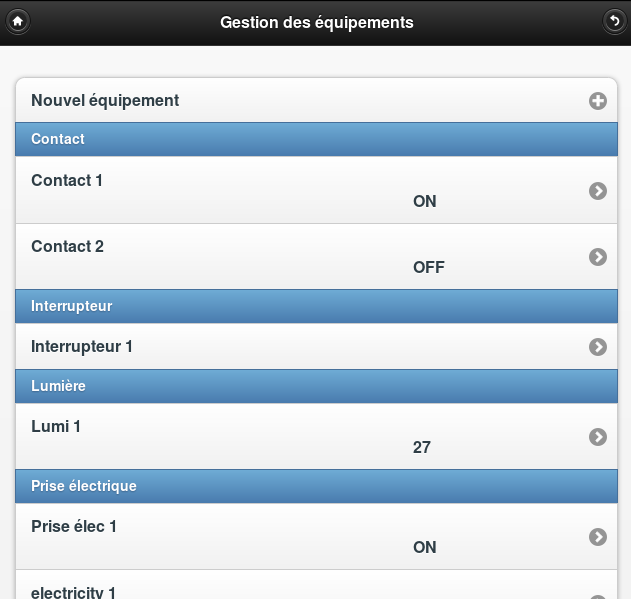 Gestion des équipements
Nouvel équipement
Contact
Contact 1
ON
Contact 2
OFF
Interrupteur
Interrupteur 1
Lumière
Lumi 1
27
Prise électrique
Prise élec 1
ON
electricity 1